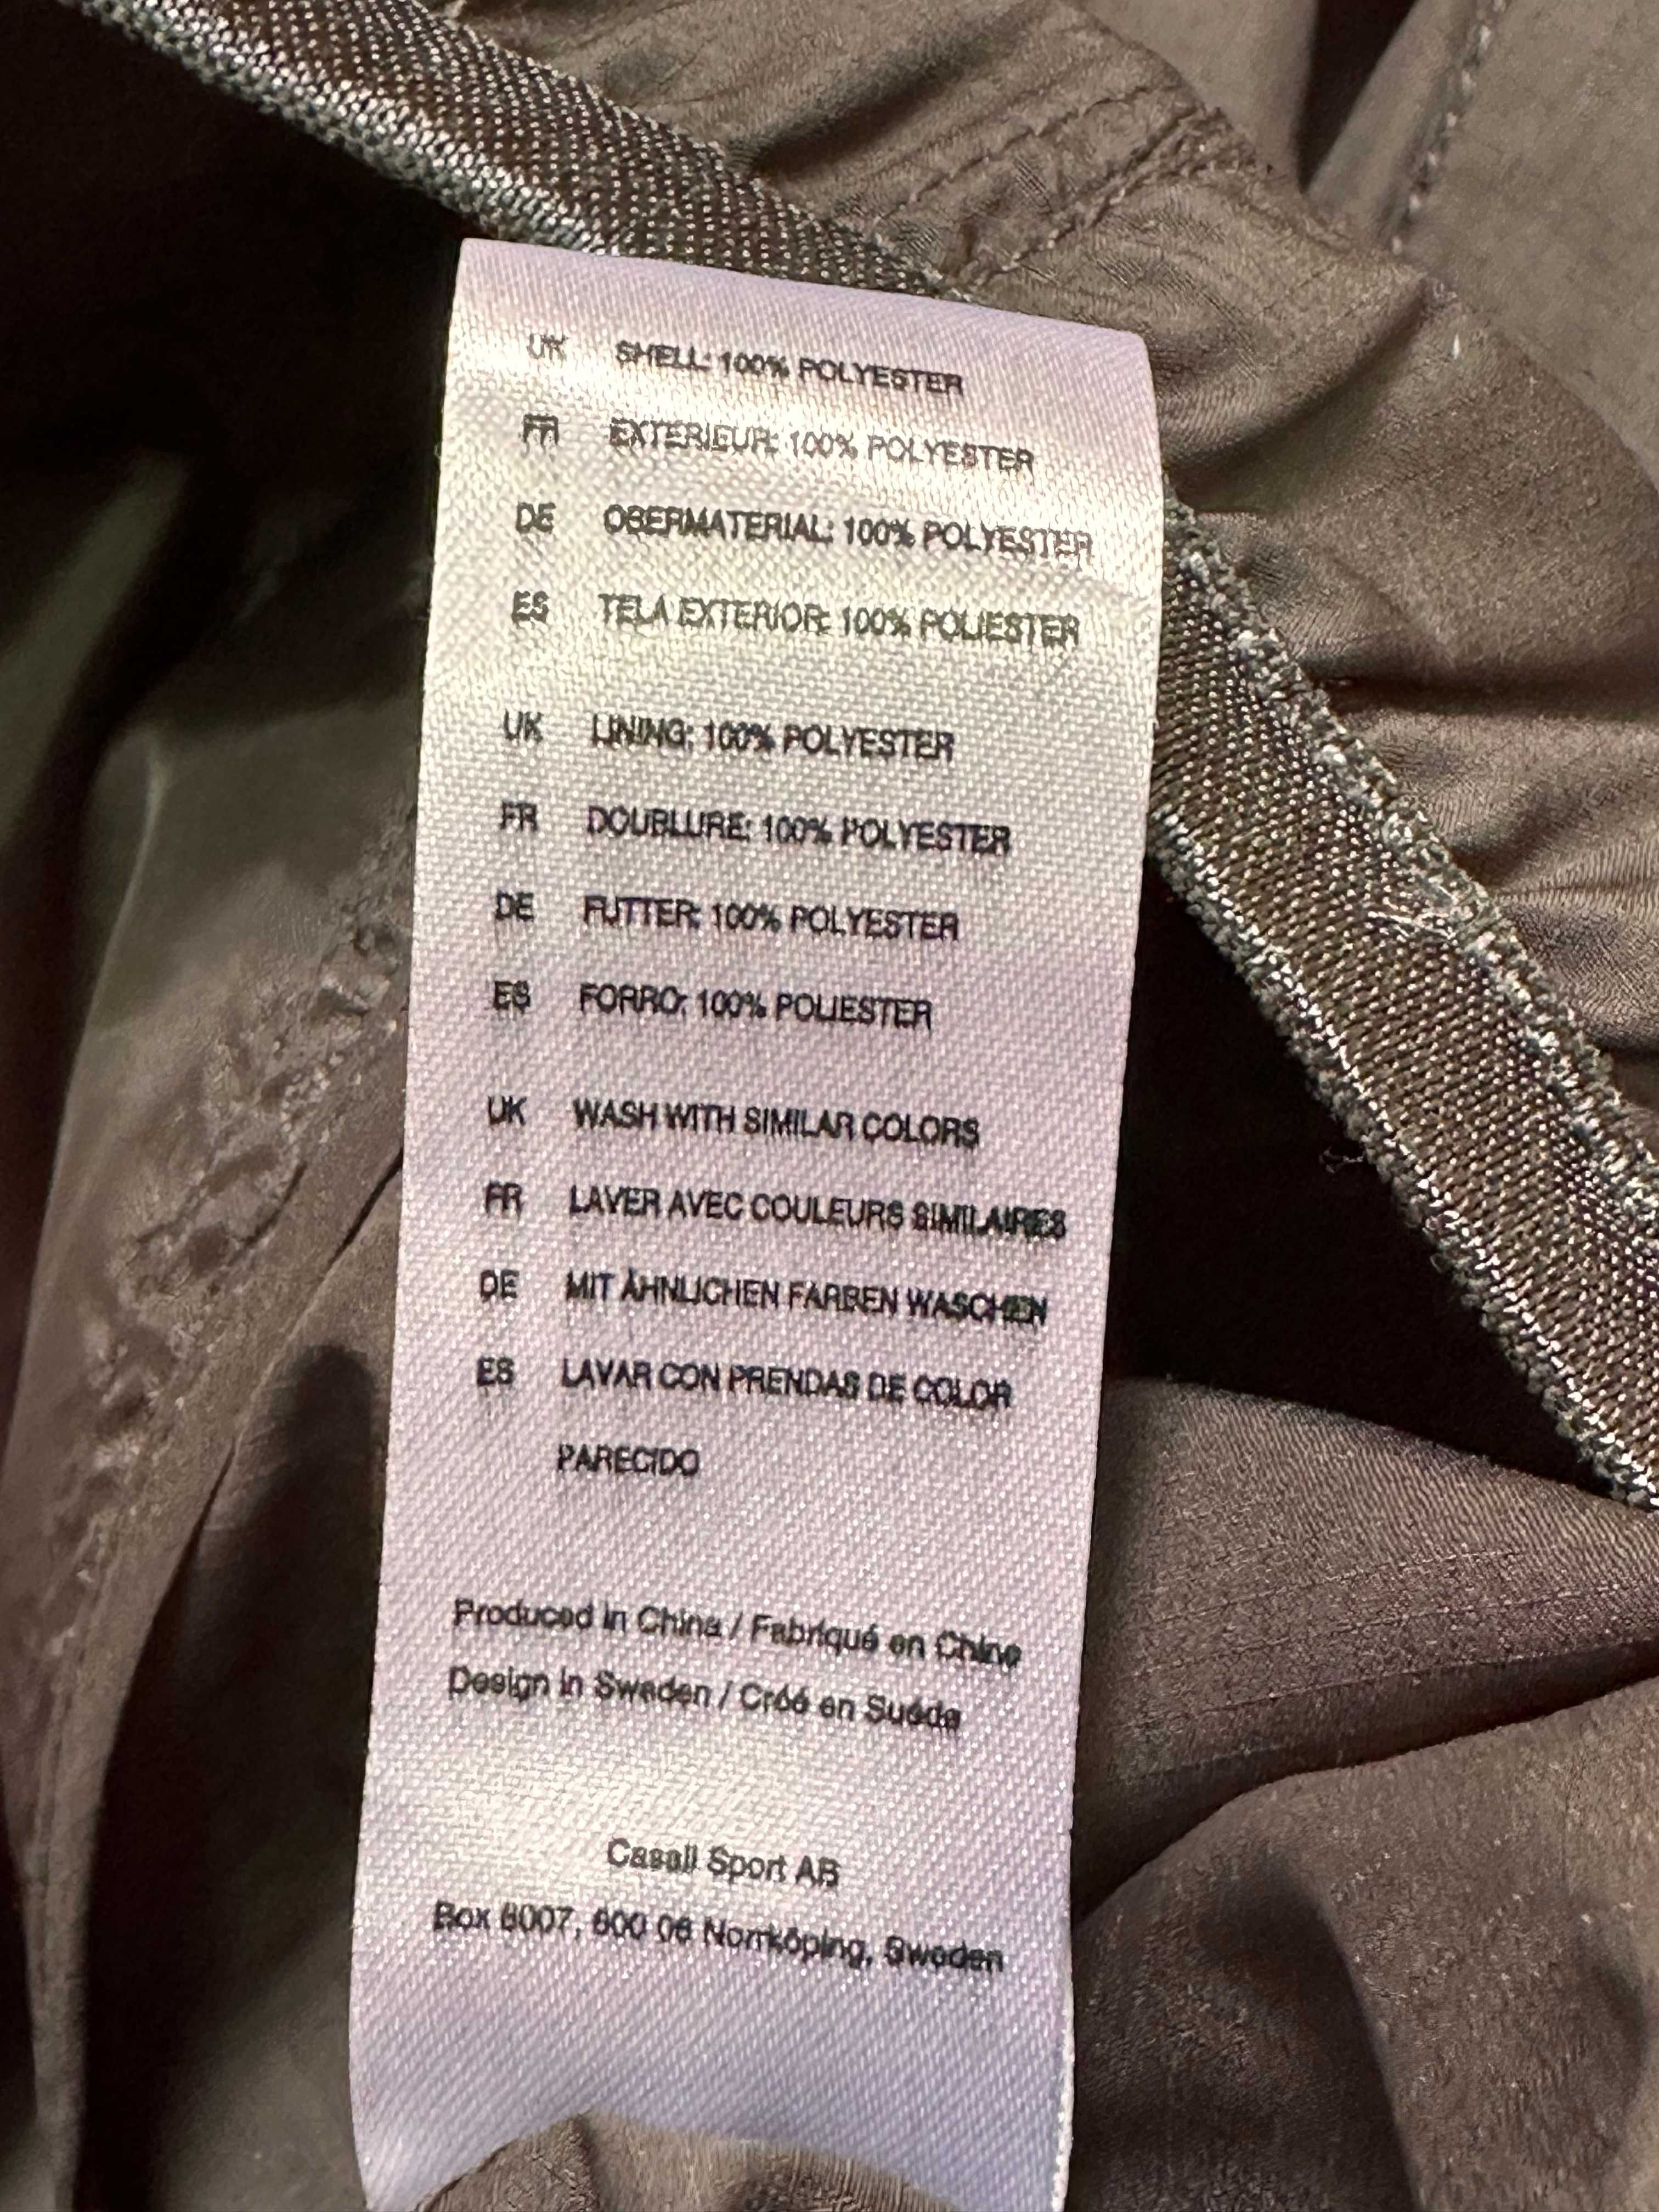 UK SHELL: 100% POLYESTER
FR EXTERIEUR: 100% POLYESTER
DE OBERMATERIAL: 100% POLYESTER
ES TELA EXTERIOR: 100% POLIESTER
UK LINING: 100% POLYESTER
FR DOUBLURE: 100% POLYESTER
DE FUTTER: 100% POLYESTER
ES FORRO: 100% POLIESTER
UK WASH WITH SIMILAR COLORS
FR LAVER AVEC COULEURS SIMILAIRES
DE MIT ÄHNLICHEN FARBEN WASCHEN
ES LAVAR CON PRENDAS DE COLOR
PARECIDO
Produced in China / Fabriqué en Chine
Design in Sweden / Créé en Suéde
Casall Sport AB
Box 6007, 600 06 Norrköping, Sweden